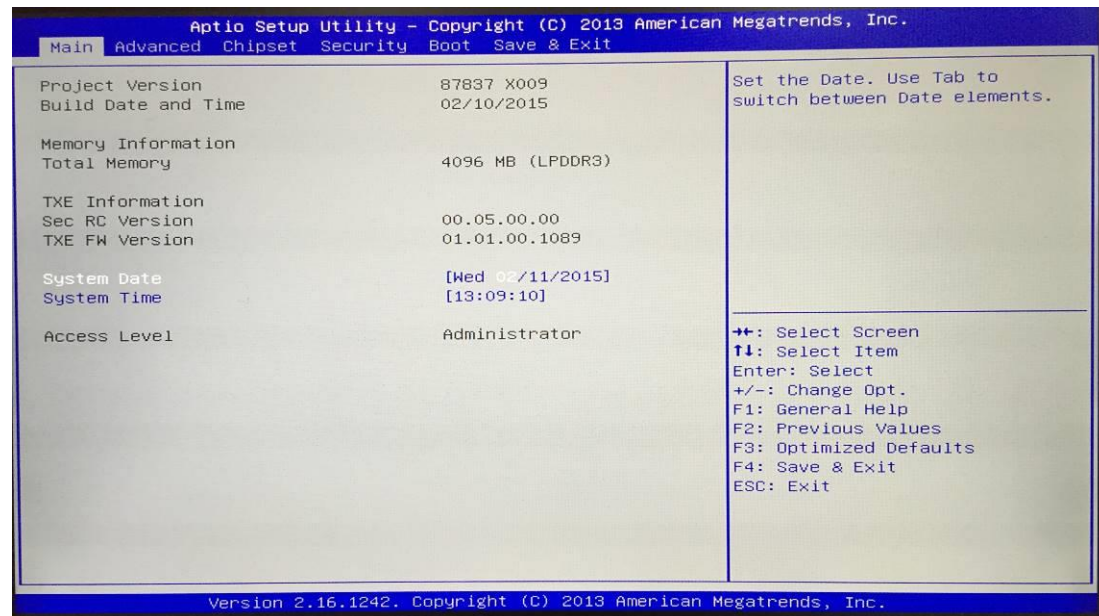 Aptio Setup Utility – Copyright (C) 2013 American Megatrends, Inc.
Main Advanced Chipset Security Boot Save & Exit
Project Version 87837 X009
Build Date and Time 02/10/2015
Memory Information
Total Memory 4096 MB (LPDDR3)
TXE Information
Sec RC Version 00.05.00.00
TXE FW Version 01.01.00.1089
System Date [Wed 02/11/2015]
System Time [13:09:10]
Access Level Administrator
Set the Date. Use Tab to
switch between Date elements.
→←: Select Screen
↑↓: Select Item
Enter: Select
+/-: Change Opt.
F1: General Help
F2: Previous Values
F3: Optimized Defaults
F4: Save & Exit
ESC: Exit
Version 2.16.1242. Copyright (C) 2013 American Megatrends, Inc.